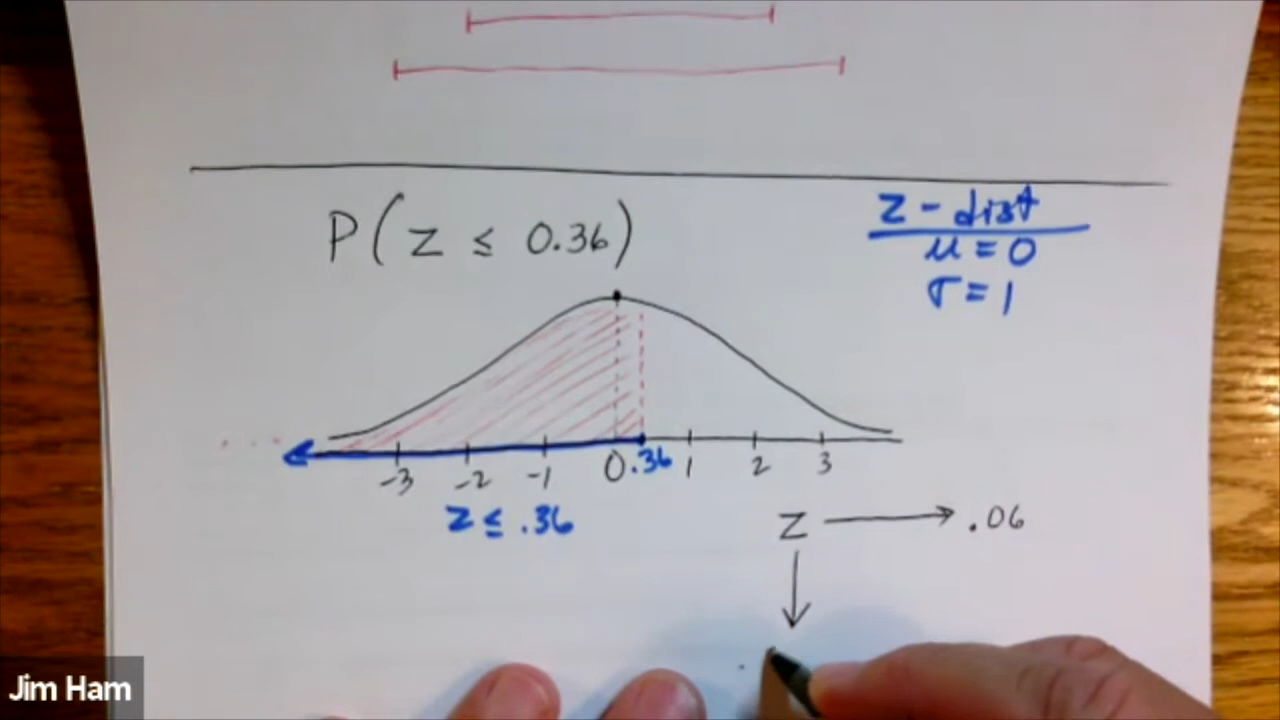 P(Z ≤ 0.36)
Z - dist
μ = 0
σ = 1
-3 -2 -1 0 .36 1 2 3
Z ≤ .36
Z → .06
Jim Ham